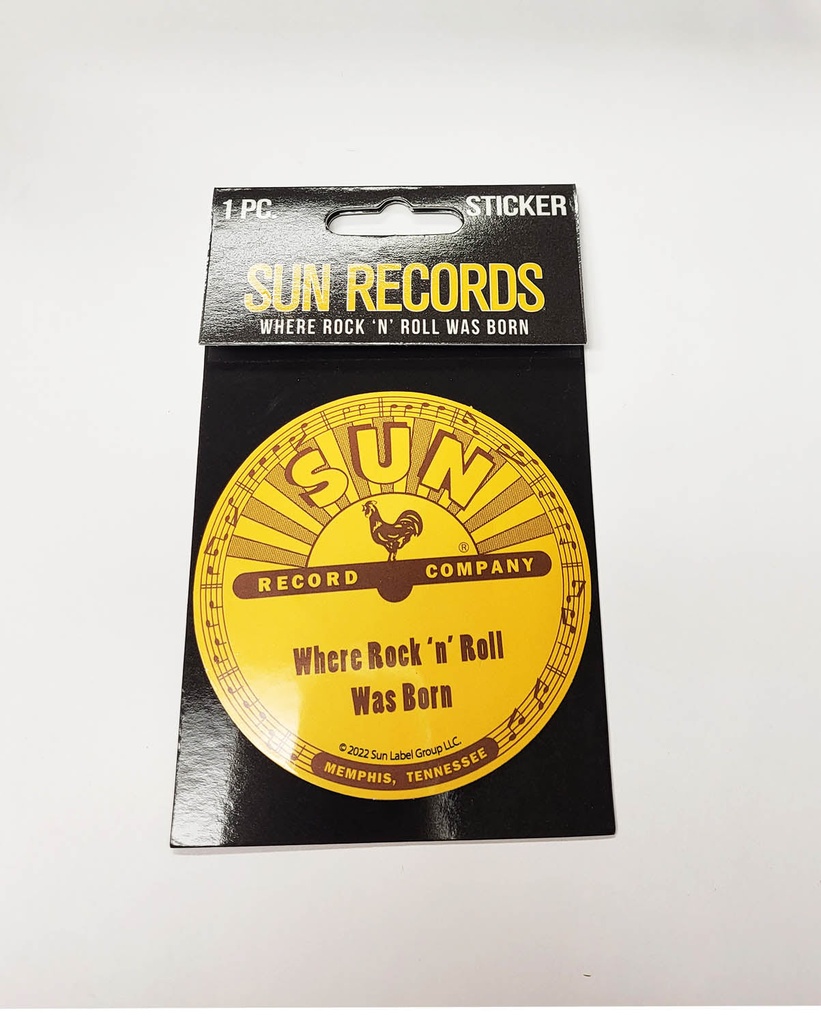 1 PC.
STICKER
SUN RECORDS
WHERE ROCK 'N' ROLL WAS BORN
SUN
®
RECORD COMPANY
Where Rock 'n' Roll
Was Born
© 2022 Sun Label Group LLC.
MEMPHIS, TENNESSEE